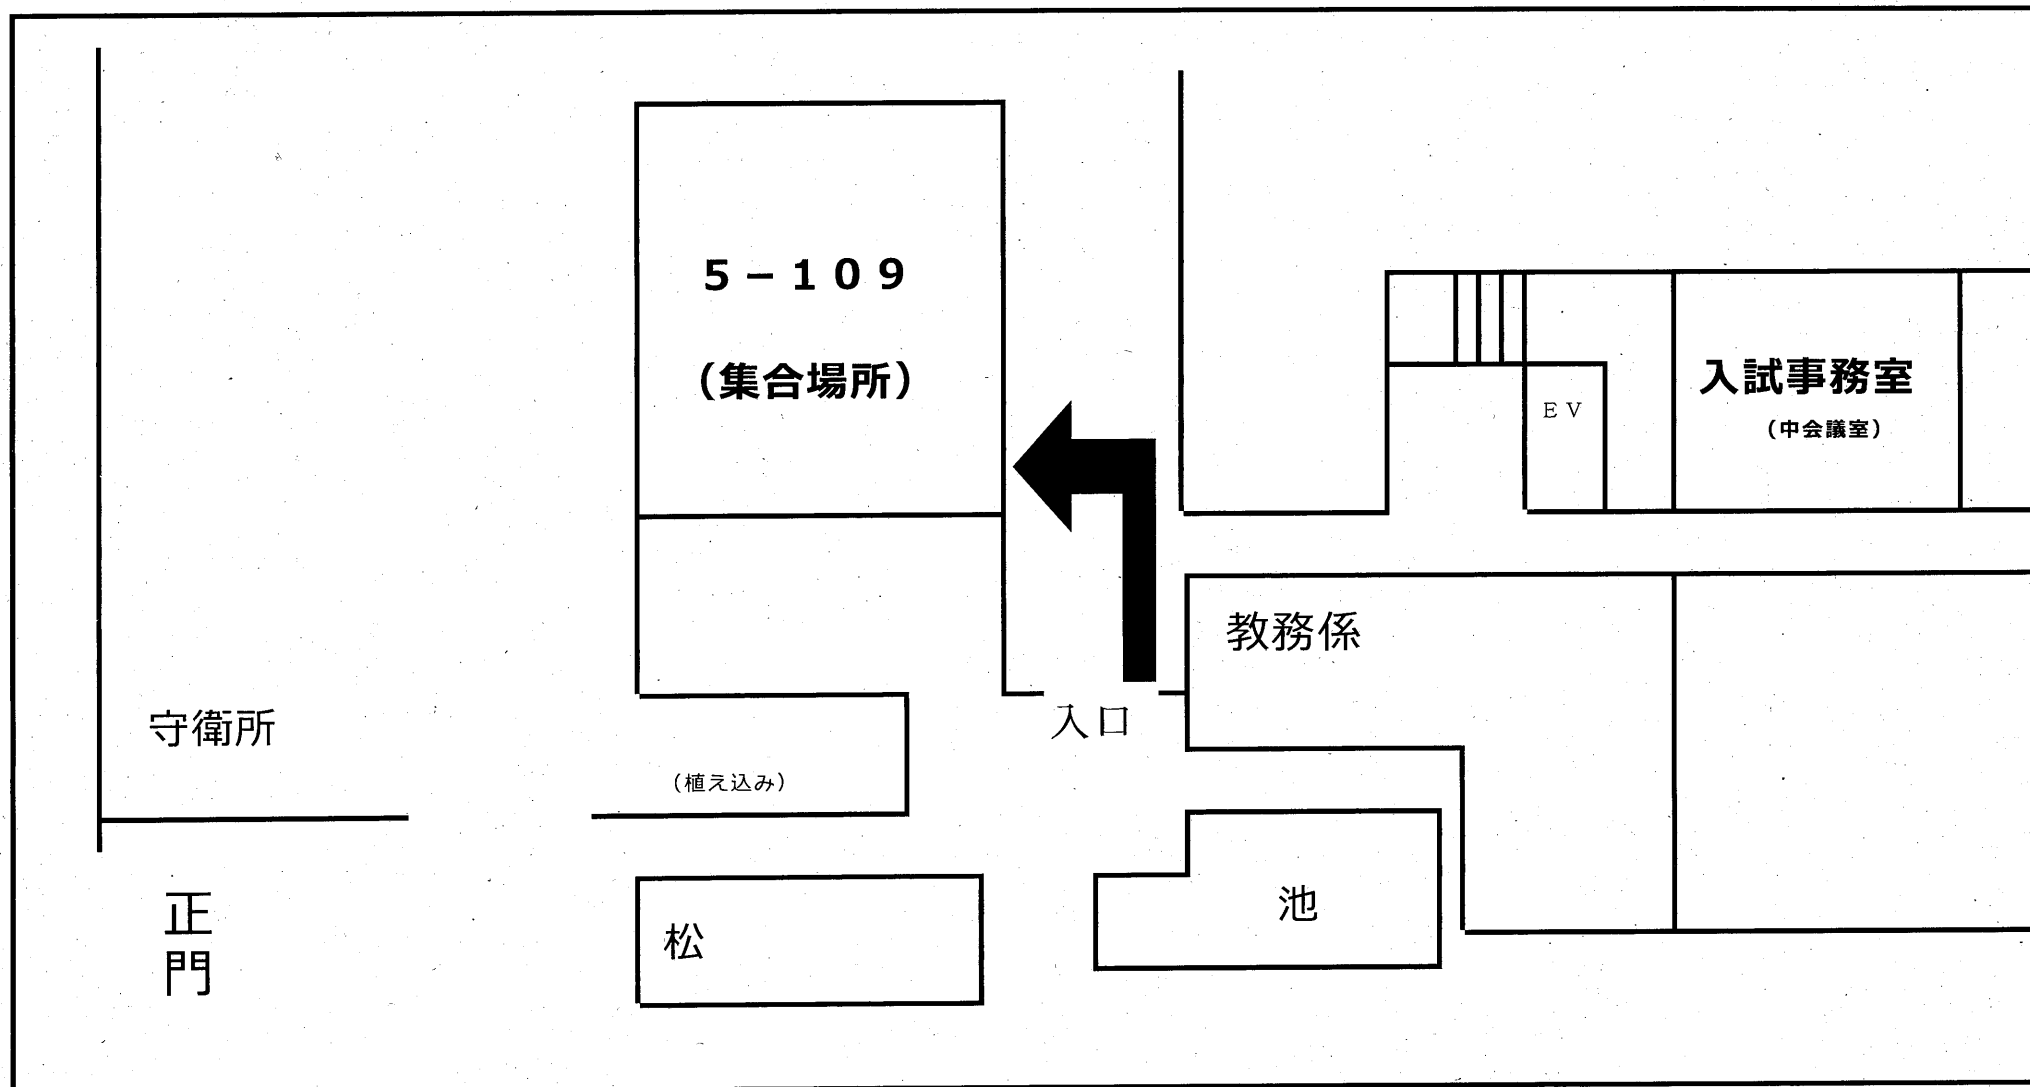 ５－１０９
（集合場所）
入試事務室
（中会議室）
ＥＶ
教務係
守衛所
入口
（植え込み）
正
門
松
池